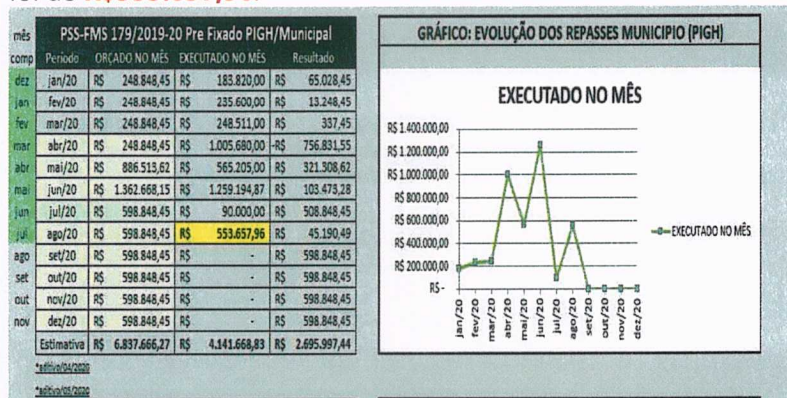 mês PSS-FMS 179/2019-20 Pre Fixado PIGH/Municipal
comp Período ORÇADO NO MÊS EXECUTADO NO MÊS Resultado
dez jan/20 R$ 248.848,45 R$ 183.820,00 R$ 65.028,45
jan fev/20 R$ 248.848,45 R$ 235.600,00 R$ 13.248,45
fev mar/20 R$ 248.848,45 R$ 248.511,00 R$ 337,45
mar abr/20 R$ 248.848,45 R$ 1.005.680,00 -R$ 756.831,55
abr mai/20 R$ 886.513,62 R$ 565.205,00 R$ 321.308,62
mai jun/20 R$ 1.362.668,15 R$ 1.259.194,87 R$ 103.473,28
jun jul/20 R$ 598.848,45 R$ 90.000,00 R$ 508.848,45
jul ago/20 R$ 598.848,45 R$ 553.657,96 R$ 45.190,49
ago set/20 R$ 598.848,45 R$ - R$ 598.848,45
set out/20 R$ 598.848,45 R$ - R$ 598.848,45
out nov/20 R$ 598.848,45 R$ - R$ 598.848,45
nov dez/20 R$ 598.848,45 R$ - R$ 598.848,45
Estimativa R$ 6.837.666,27 R$ 4.141.668,83 R$ 2.695.997,44
*aditivo/04/2020
*aditivo/05/2020
GRÁFICO: EVOLUÇÃO DOS REPASSES MUNICIPIO (PIGH)
EXECUTADO NO MÊS
R$ 1.400.000,00
R$ 1.200.000,00
R$ 1.000.000,00
R$ 800.000,00
R$ 600.000,00
R$ 400.000,00
R$ 200.000,00
R$ -
jan/20
fev/20
mar/20
abr/20
mai/20
jun/20
jul/20
ago/20
set/20
out/20
nov/20
dez/20
EXECUTADO NO MÊS